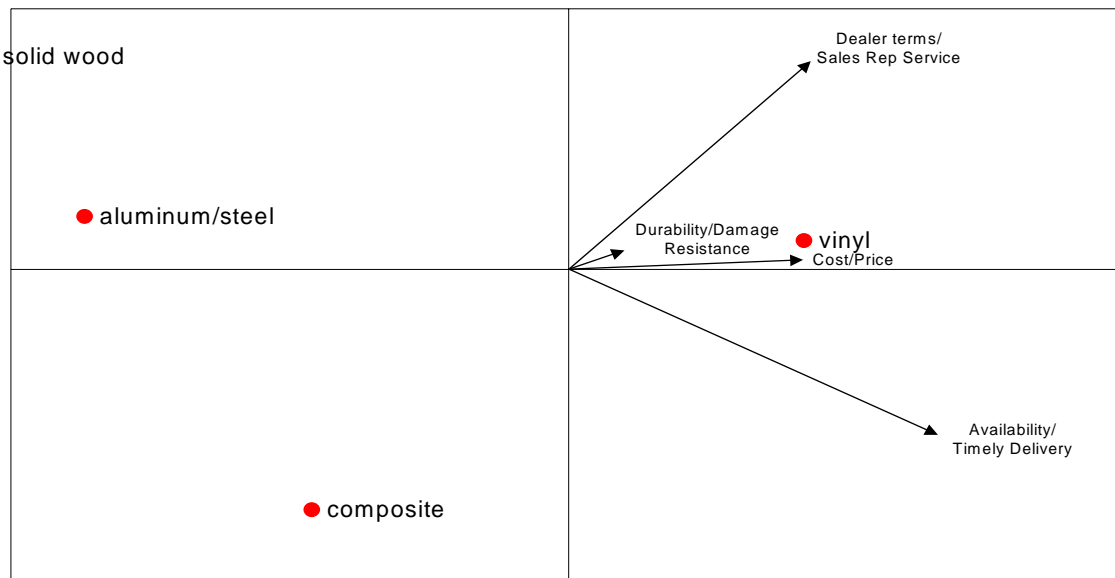 Dealer terms/
Sales Rep Service
solid wood
aluminum/steel
Durability/Damage
Resistance
vinyl
Cost/Price
Availability/
Timely Delivery
composite